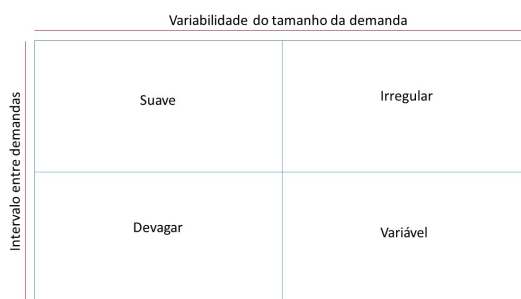 Variabilidade do tamanho da demanda
Intervalo entre demandas
Suave
Irregular
Devagar
Variável